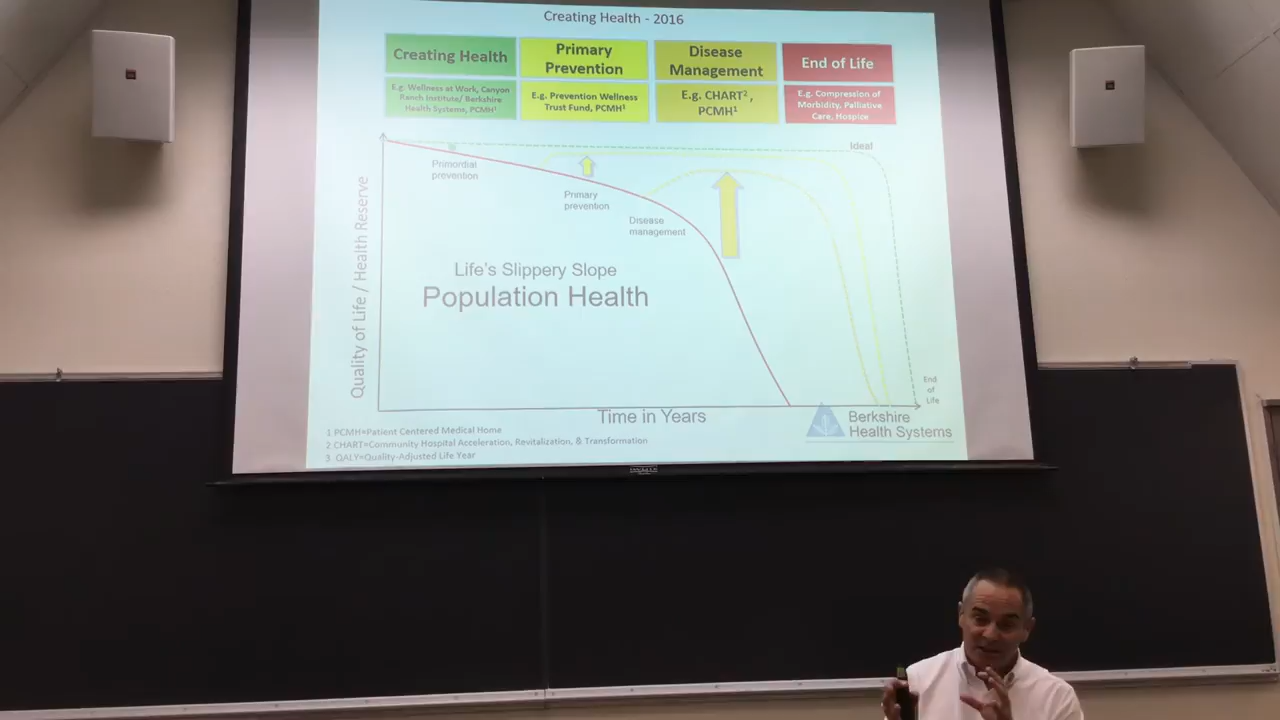 Creating Health - 2016
Creating Health
Primary
Prevention
Disease
Management
End of Life
E.g. Wellness at Work, Canyon
Ranch Institute/ Berkshire
Health Systems, PCMH¹
E.g. Prevention Wellness
Trust Fund, PCMH¹
E.g. CHART² ,
PCMH¹
E.g. Compression of
Morbidity, Palliative
Care, Hospice
Ideal
Primordial
prevention
Primary
prevention
Disease
management
Quality of Life / Health Reserve
Life's Slippery Slope
Population Health
End
of
Life
Time in Years
Berkshire
Health Systems
1 PCMH=Patient Centered Medical Home
2 CHART=Community Hospital Acceleration, Revitalization, & Transformation
3 QALY=Quality-Adjusted Life Year